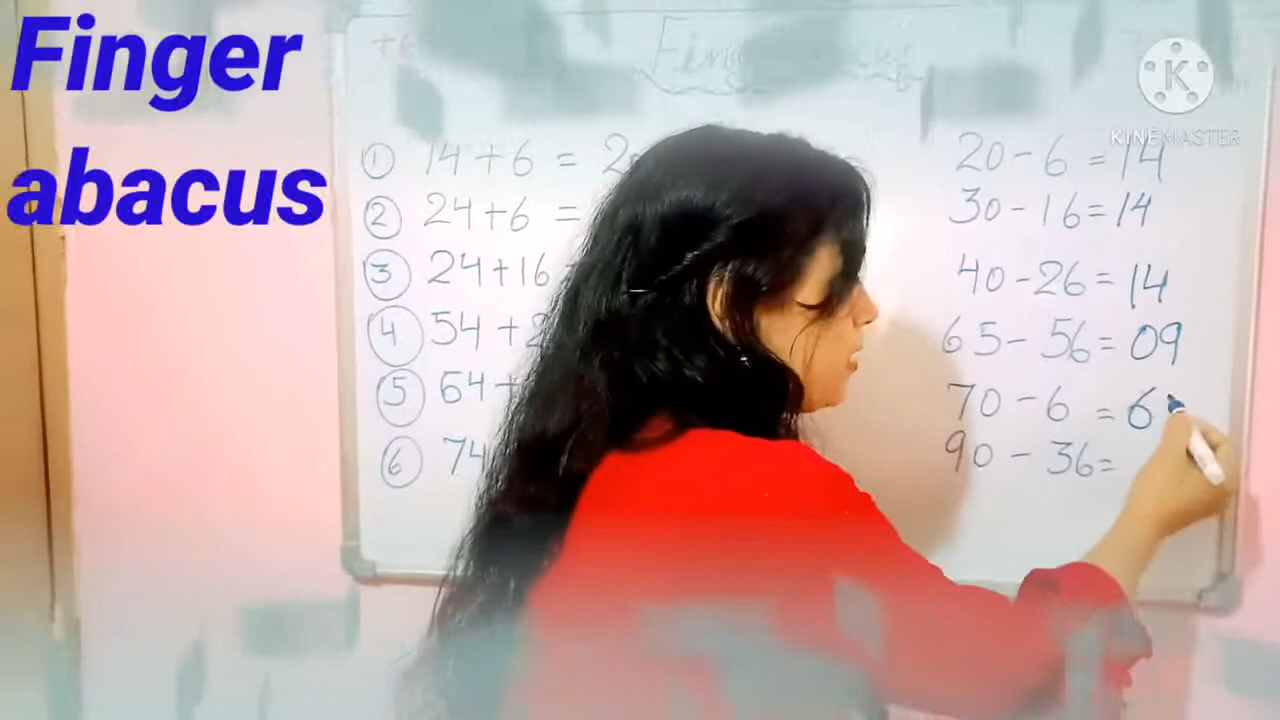 Finger
abacus
KINEMASTER
① 14+6 = 2
② 24+6 =
③ 24+16
④ 54+2
⑤ 64+
⑥ 74
20-6 =14
30-16=14
40-26=14
65-56=09
70-6 =6
90-36=